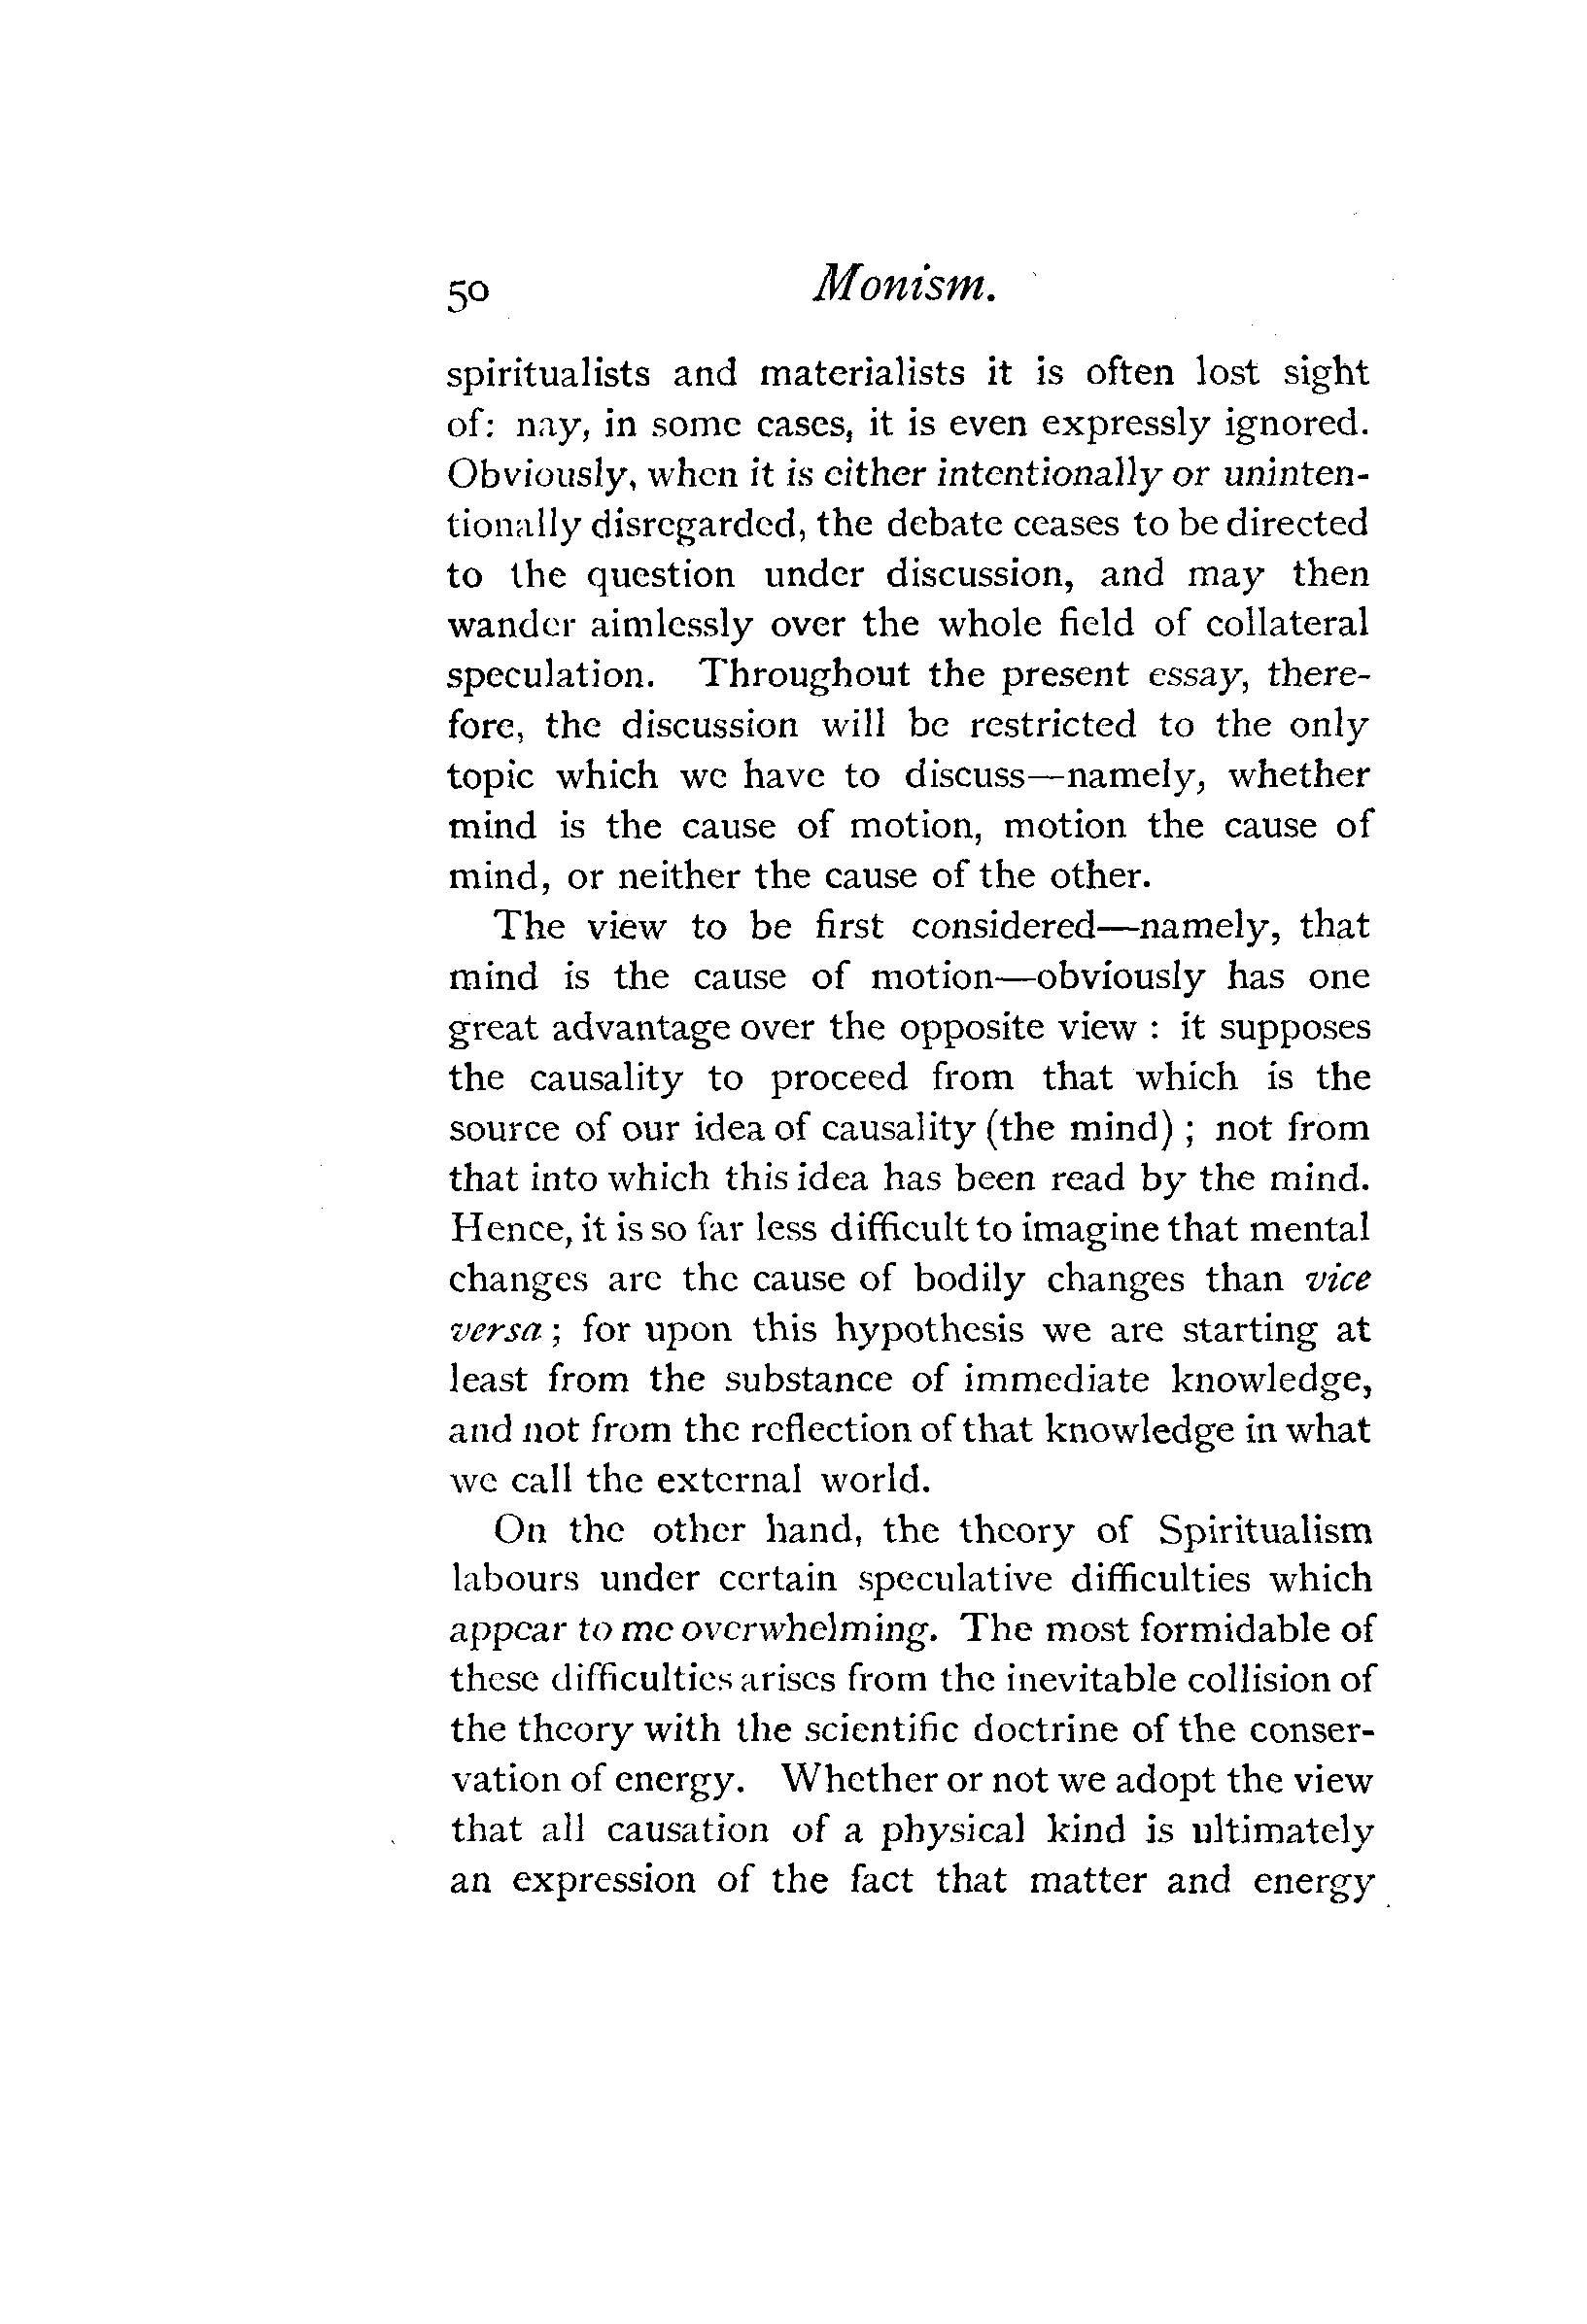 50 Monism.
spiritualists and materialists it is often lost sight
of: nay, in some cases, it is even expressly ignored.
Obviously, when it is either intentionally or uninten-
tionally disregarded, the debate ceases to be directed
to the question under discussion, and may then
wander aimlessly over the whole field of collateral
speculation. Throughout the present essay, there-
fore, the discussion will be restricted to the only
topic which we have to discuss—namely, whether
mind is the cause of motion, motion the cause of
mind, or neither the cause of the other.
The view to be first considered—namely, that
mind is the cause of motion—obviously has one
great advantage over the opposite view : it supposes
the causality to proceed from that which is the
source of our idea of causality (the mind) ; not from
that into which this idea has been read by the mind.
Hence, it is so far less difficult to imagine that mental
changes are the cause of bodily changes than vice
versa ; for upon this hypothesis we are starting at
least from the substance of immediate knowledge,
and not from the reflection of that knowledge in what
we call the external world.
On the other hand, the theory of Spiritualism
labours under certain speculative difficulties which
appear to me overwhelming. The most formidable of
these difficulties arises from the inevitable collision of
the theory with the scientific doctrine of the conser-
vation of energy. Whether or not we adopt the view
that all causation of a physical kind is ultimately
an expression of the fact that matter and energy